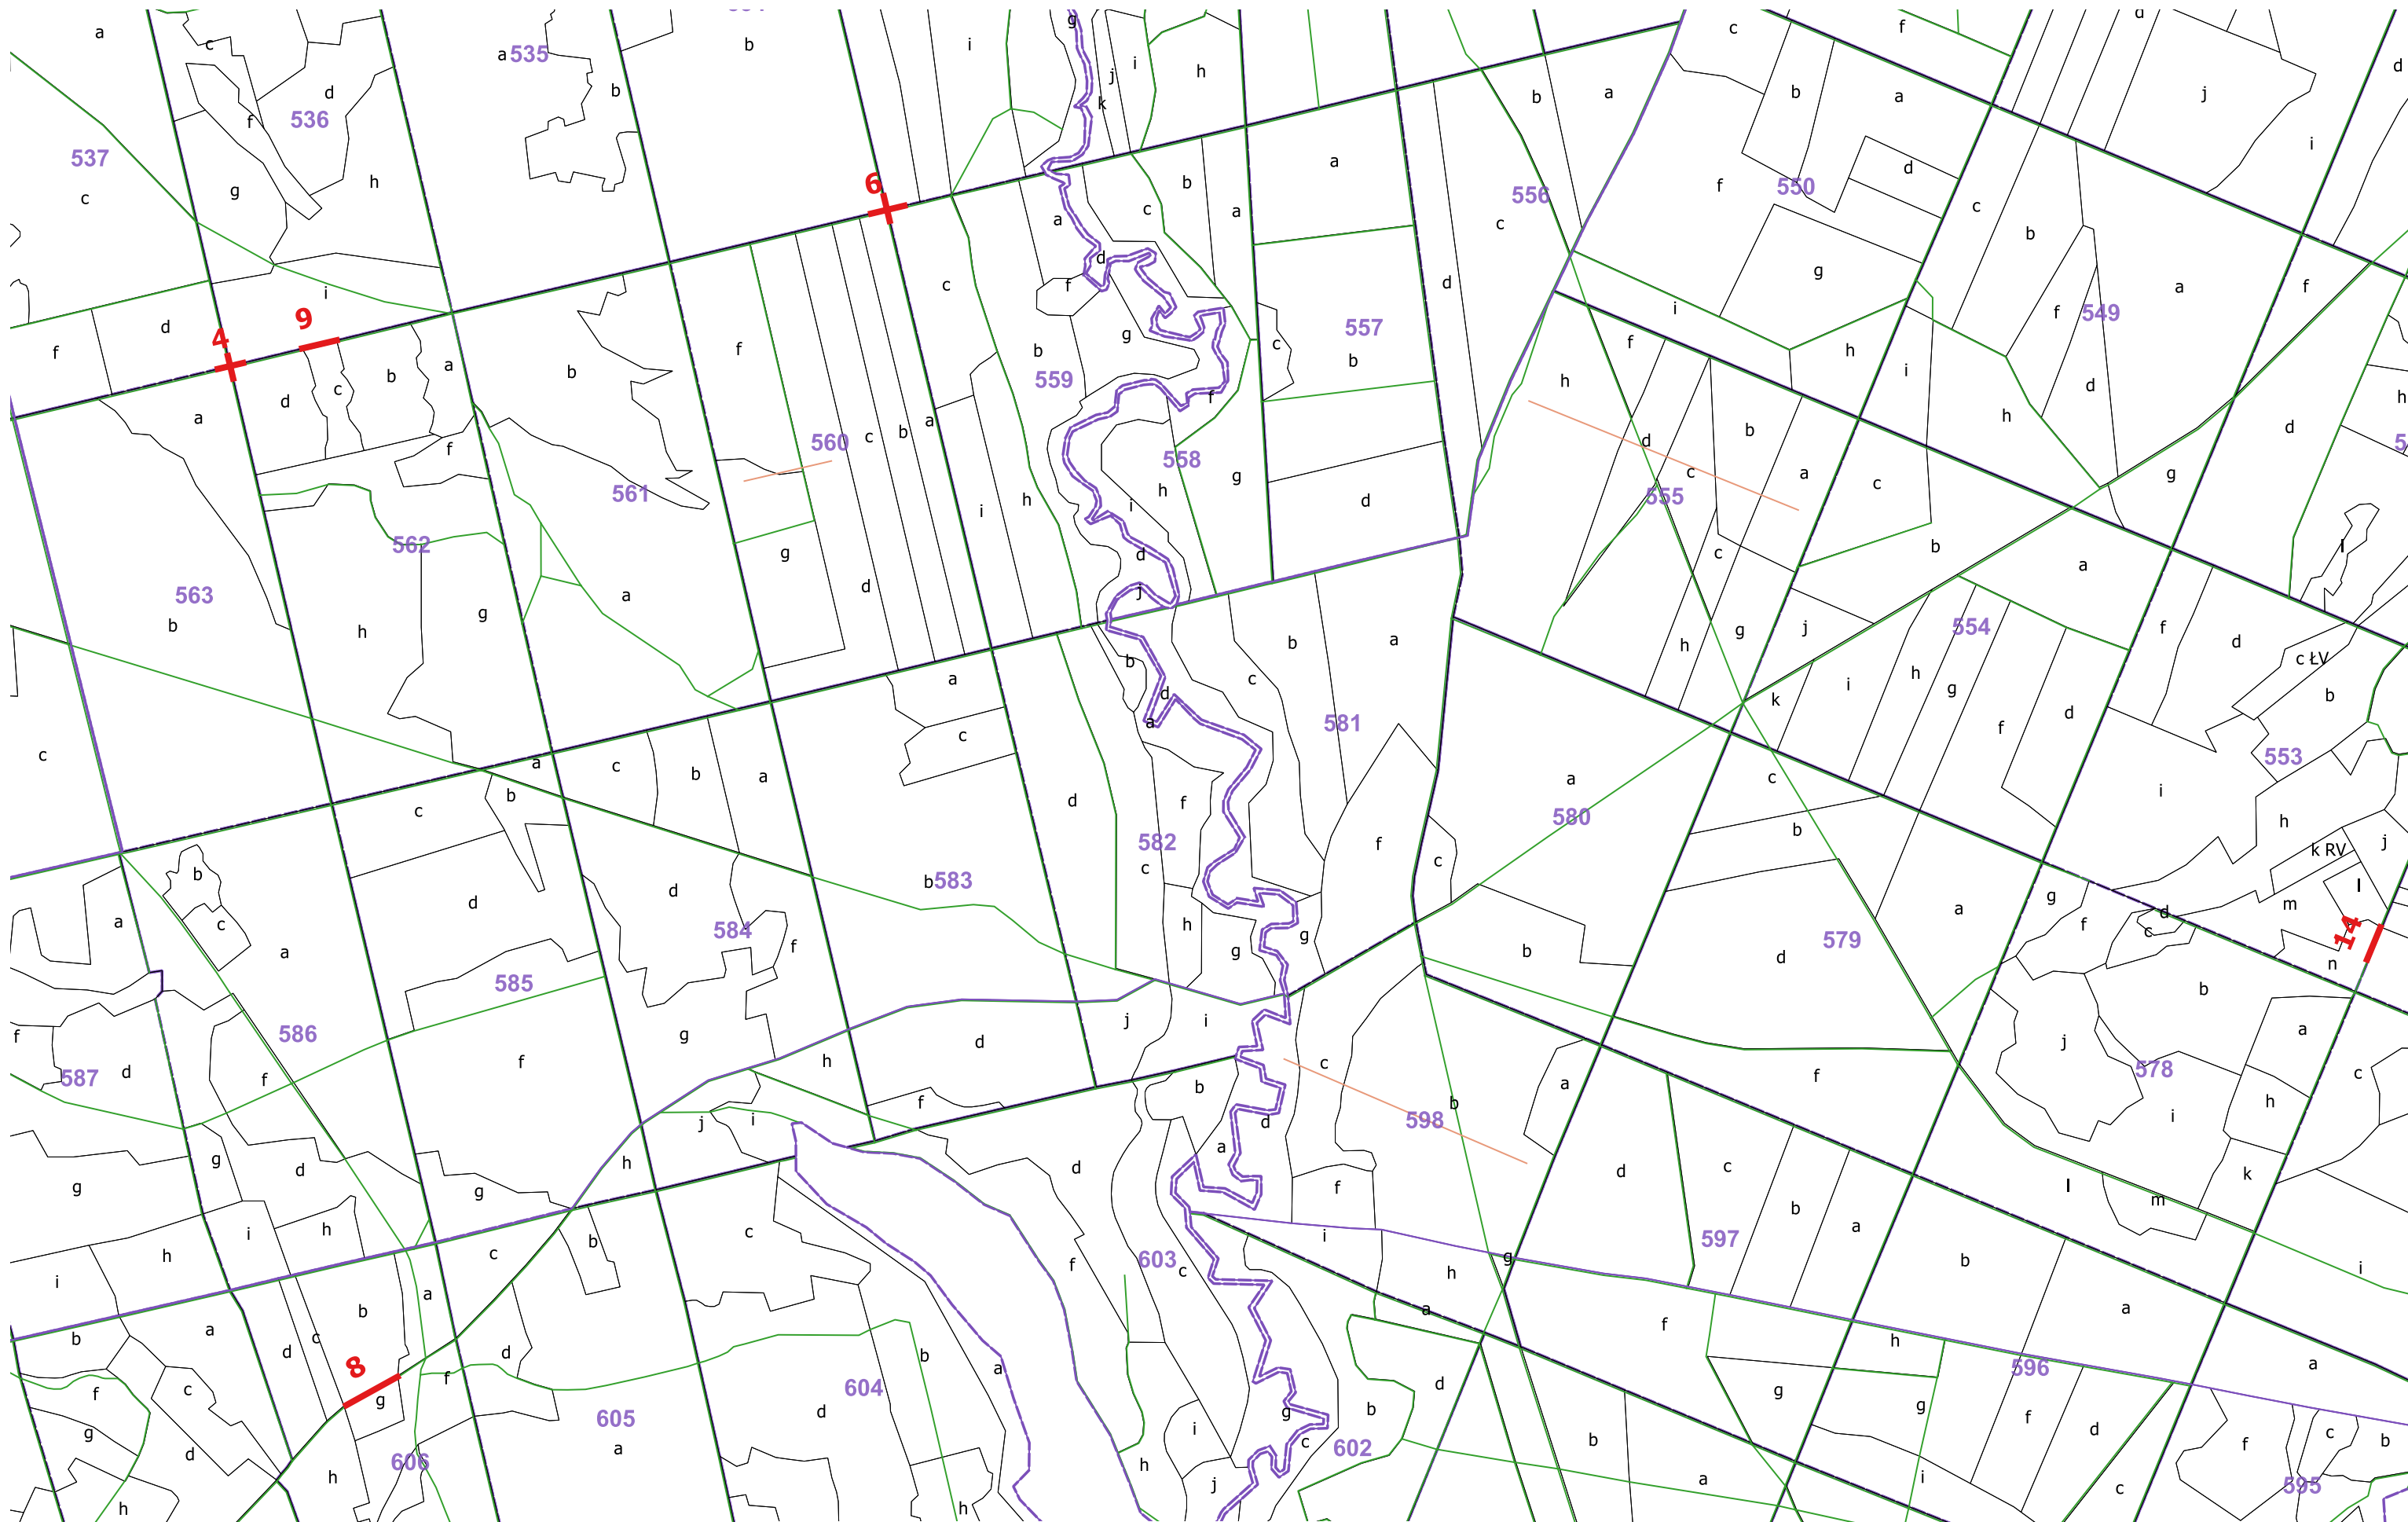 a c a 535 b i g j i h c f d j d
d f 536 b k b a b a i
537 c g h 6 a b c a a 556 c f d 550 c b
i d f 4 9 c a d f d 557 g i f 549 a f
d c b a b f b g c b f h i h d h
a f 560 c b a 559 f 558 d c b a c g d
561 562 g i h h i g d 555 b
563 b h g a d d j c h g j a l
c a b c d b a 581 k i h g f d 554 f d c ŁV b
a c b a c d f 582 f c a 580 c b 553 i h j
b c a c d d b583 c h g g b 579 d a g f d c k RV l m 14 n
a 584 f 585 586 a i j b j 578 a c
f 587 d f f g h d f c a b 598 f i h
g g d g j i h b a d d c b a l m k
i h i h c b c f 603 c f i h g 597 b i
b a d c b a d f b a a f h a a
f c 8 g f 605 a 604 d d b g f d 596 g
g d h 606 h h i j g c 602 b a i c f c b 595
h